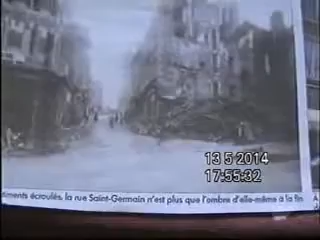 13 5 2014
17:55:32
timents écroulés, la rue Saint-Germain n'est plus que l'ombre d'elle-même à la fin